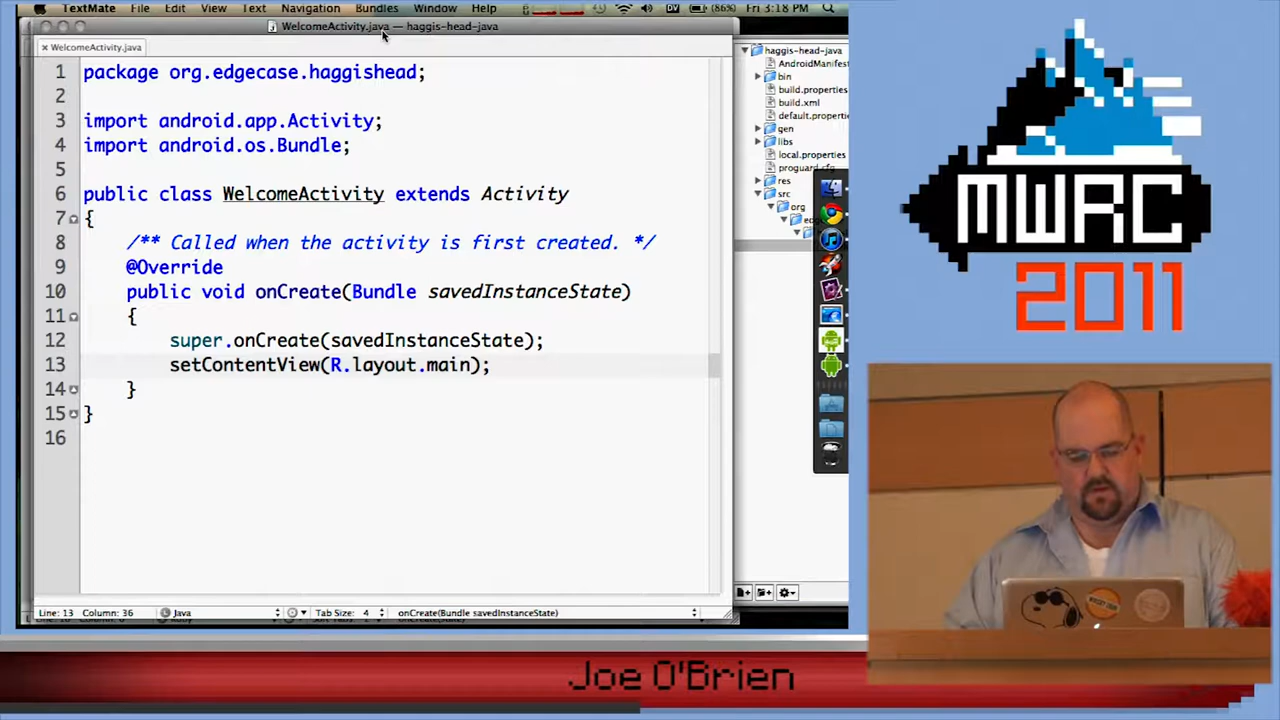 TextMate File Edit View Text Navigation Bundles Window Help (86%) Fri 3:18 PM
WelcomeActivity.java — haggis-head-java
WelcomeActivity.java
1 package org.edgecase.haggishead;
2
3 import android.app.Activity;
4 import android.os.Bundle;
5
6 public class WelcomeActivity extends Activity
7 {
8 /** Called when the activity is first created. */
9 @Override
10 public void onCreate(Bundle savedInstanceState)
11 {
12 super.onCreate(savedInstanceState);
13 setContentView(R.layout.main);
14 }
15 }
16
Line: 13 Column: 36 Java Tab Size: 4 onCreate(Bundle savedInstanceState)
haggis-head-java
AndroidManifest
bin
build.properties
build.xml
default.properti
gen
libs
local.properties
proguard.cfg
res
src
org
MWRC
2011
Joe O'Brien